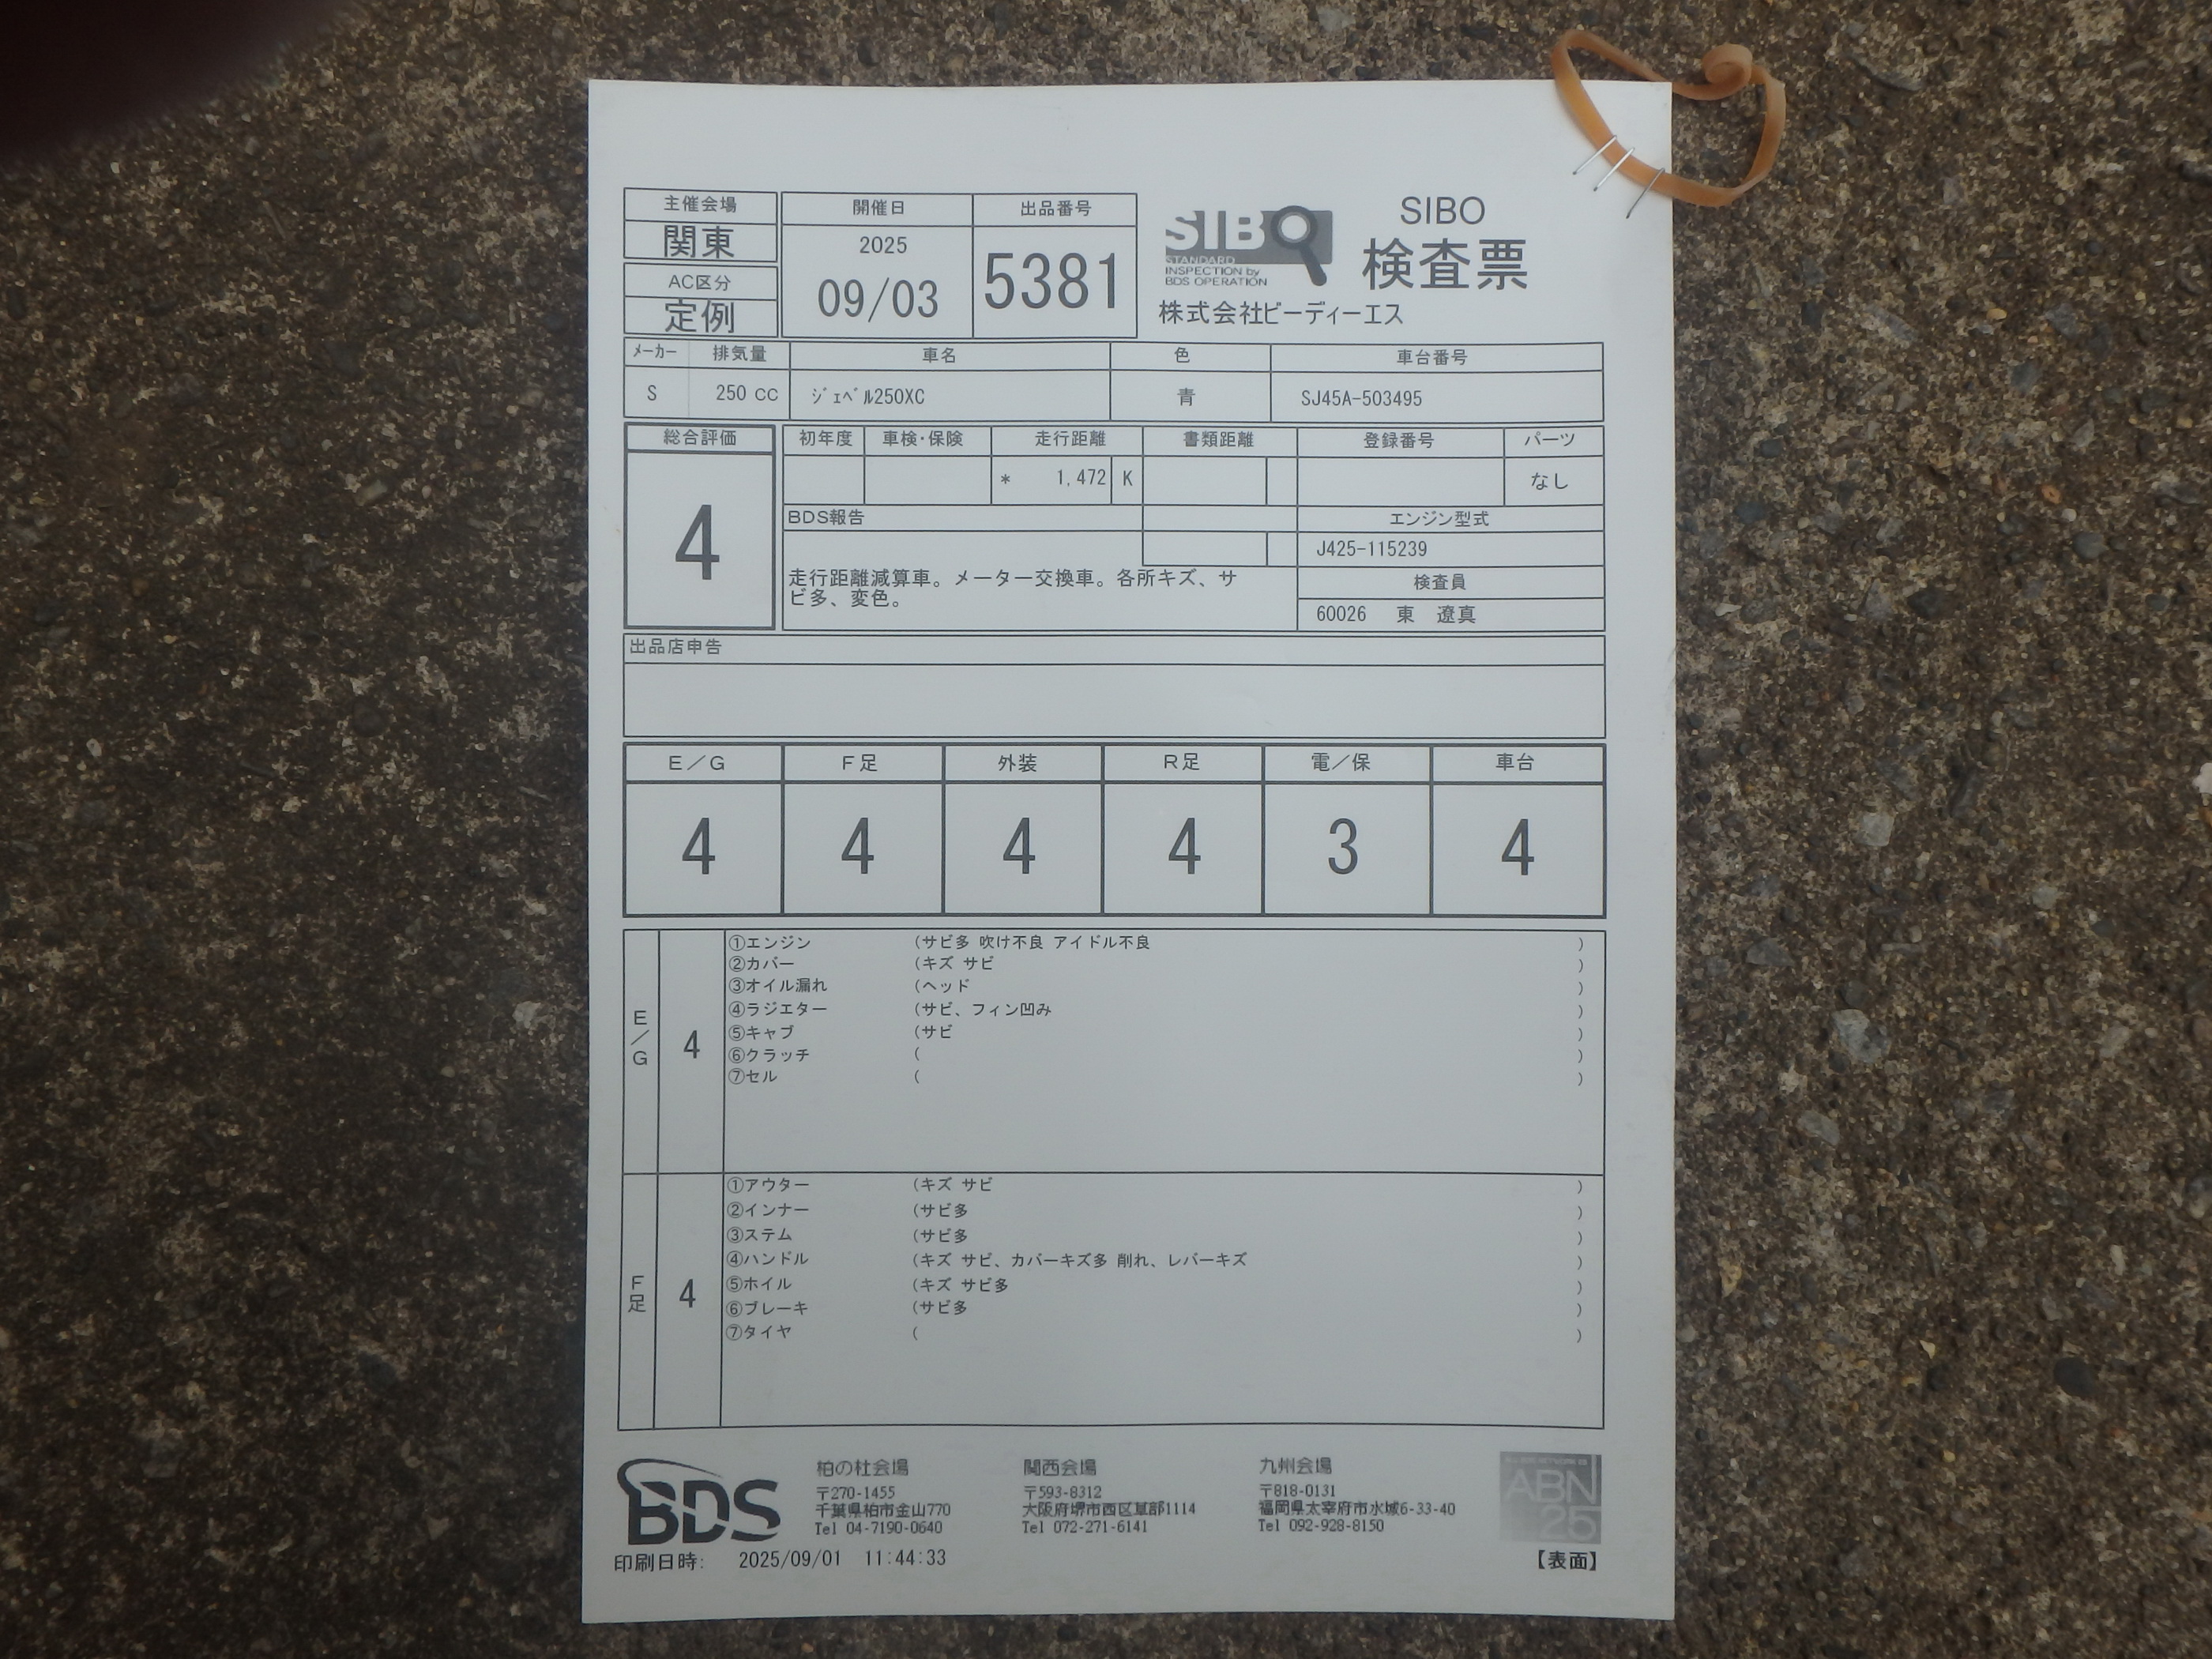 主催会場
関東
AC区分
定例
開催日
2025
09/03
出品番号
5381
SIBO
STANDARD
INSPECTION by
BDS OPERATION
SIBO
検査票
株式会社ビーディーエス
メーカー 排気量 車名 色 車台番号
S 250 CC ジェベル250XC 青 SJ45A-503495
総合評価
4
初年度 車検・保険 走行距離 書類距離 登録番号 パーツ
* 1,472 K なし
BDS報告
走行距離減算車。メーター交換車。各所キズ、サ
ビ多、変色。
エンジン型式
J425-115239
検査員
60026 東 遼真
出品店申告
E/G F足 外装 R足 電/保 車台
4 4 4 4 3 4
E/G
4
①エンジン (サビ多 吹け不良 アイドル不良 )
②カバー (キズ サビ )
③オイル漏れ (ヘッド )
④ラジエター (サビ、フィン凹み )
⑤キャブ (サビ )
⑥クラッチ ( )
⑦セル ( )
F足
4
①アウター (キズ サビ )
②インナー (サビ多 )
③ステム (サビ多 )
④ハンドル (キズ サビ、カバーキズ多 削れ、レバーキズ )
⑤ホイル (キズ サビ多 )
⑥ブレーキ (サビ多 )
⑦タイヤ ( )
BDS
柏の杜会場
〒270-1455
千葉県柏市金山770
Tel 04-7190-0640
関西会場
〒593-8312
大阪府堺市西区草部1114
Tel 072-271-6141
九州会場
〒818-0131
福岡県太宰府市水城6-33-40
Tel 092-928-8150
ABN
25
印刷日時: 2025/09/01 11:44:33
【表面】